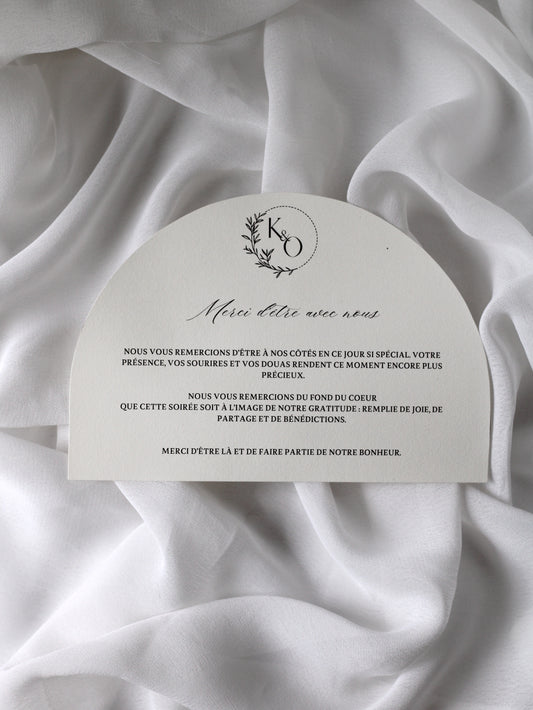 K&O
Merci d'être avec nous
NOUS VOUS REMERCIONS D'ÊTRE À NOS CÔTÉS EN CE JOUR SI SPÉCIAL. VOTRE
PRÉSENCE, VOS SOURIRES ET VOS DOUAS RENDENT CE MOMENT ENCORE PLUS
PRÉCIEUX.
NOUS VOUS REMERCIONS DU FOND DU COEUR
QUE CETTE SOIRÉE SOIT À L'IMAGE DE NOTRE GRATITUDE : REMPLIE DE JOIE, DE
PARTAGE ET DE BÉNÉDICTIONS.
MERCI D'ÊTRE LÀ ET DE FAIRE PARTIE DE NOTRE BONHEUR.